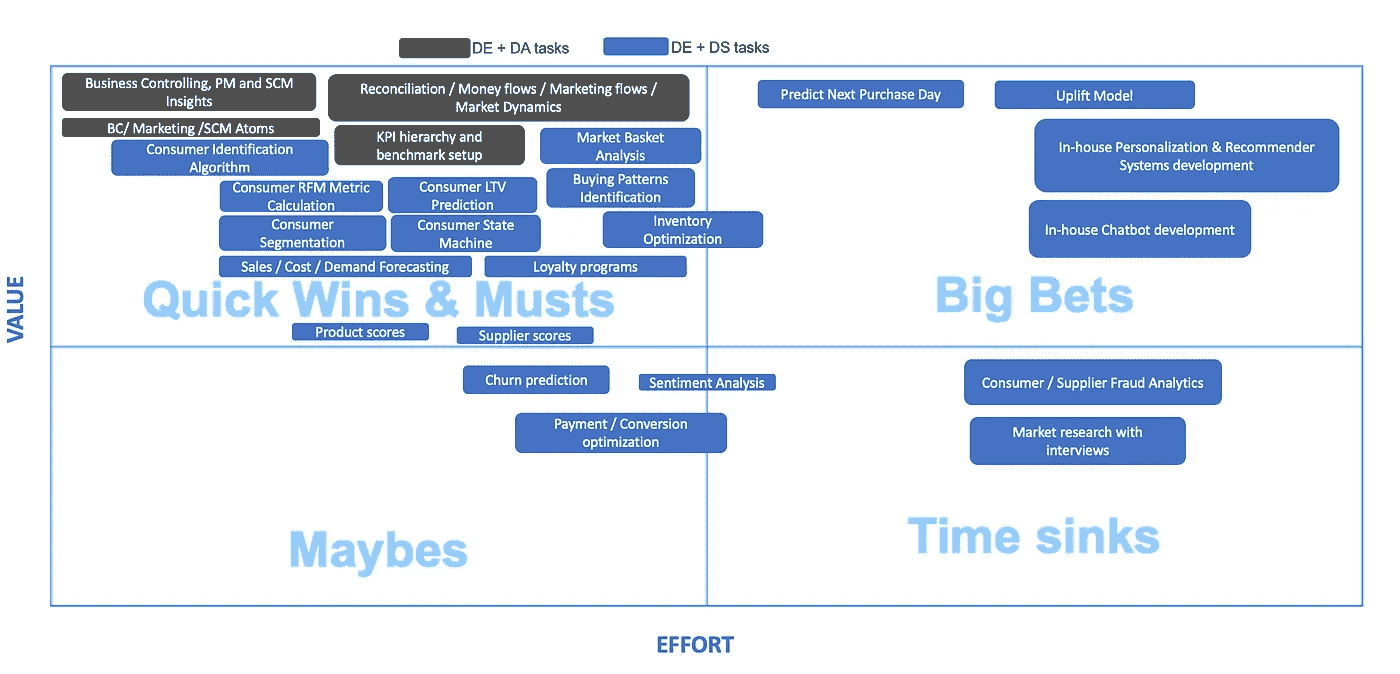 DE + DA tasks
DE + DS tasks
Business Controlling, PM and SCM
Insights
Reconciliation / Money flows / Marketing flows /
Market Dynamics
BC/ Marketing /SCM Atoms
KPI hierarchy and
benchmark setup
Market Basket
Analysis
Consumer Identification
Algorithm
Consumer RFM Metric
Calculation
Consumer LTV
Prediction
Buying Patterns
Identification
Consumer
Segmentation
Consumer State
Machine
Inventory
Optimization
Sales / Cost / Demand Forecasting
Loyalty programs
Quick Wins & Musts
Product scores
Supplier scores
Predict Next Purchase Day
Uplift Model
In-house Personalization & Recommender
Systems development
In-house Chatbot development
Big Bets
VALUE
Churn prediction
Sentiment Analysis
Payment / Conversion
optimization
Maybes
Consumer / Supplier Fraud Analytics
Market research with
interviews
Time sinks
EFFORT